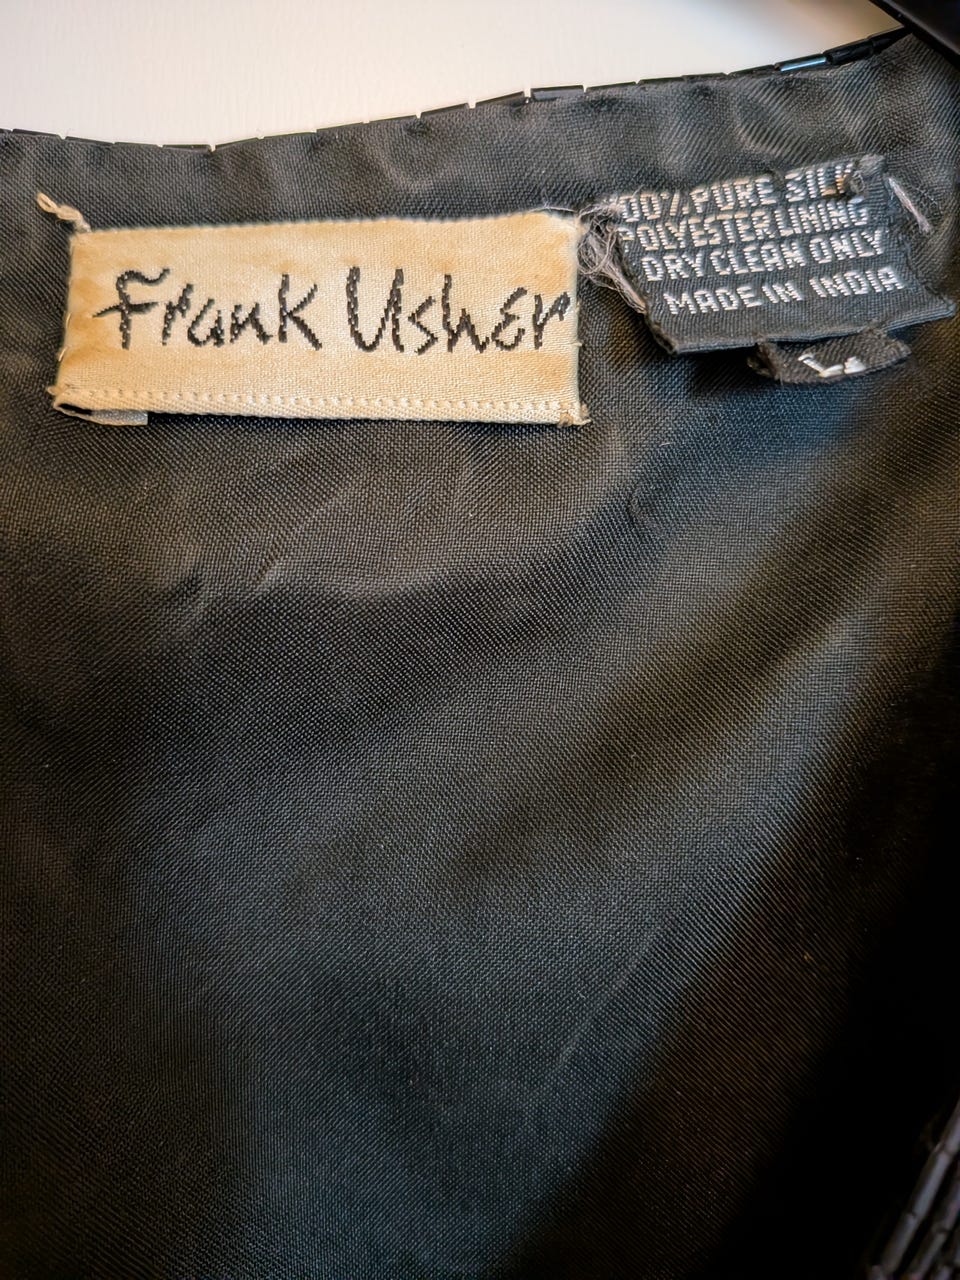 Frank Usher
00% PURE SILK
POLYESTER LINING
DRY CLEAN ONLY
MADE IN INDIA
L